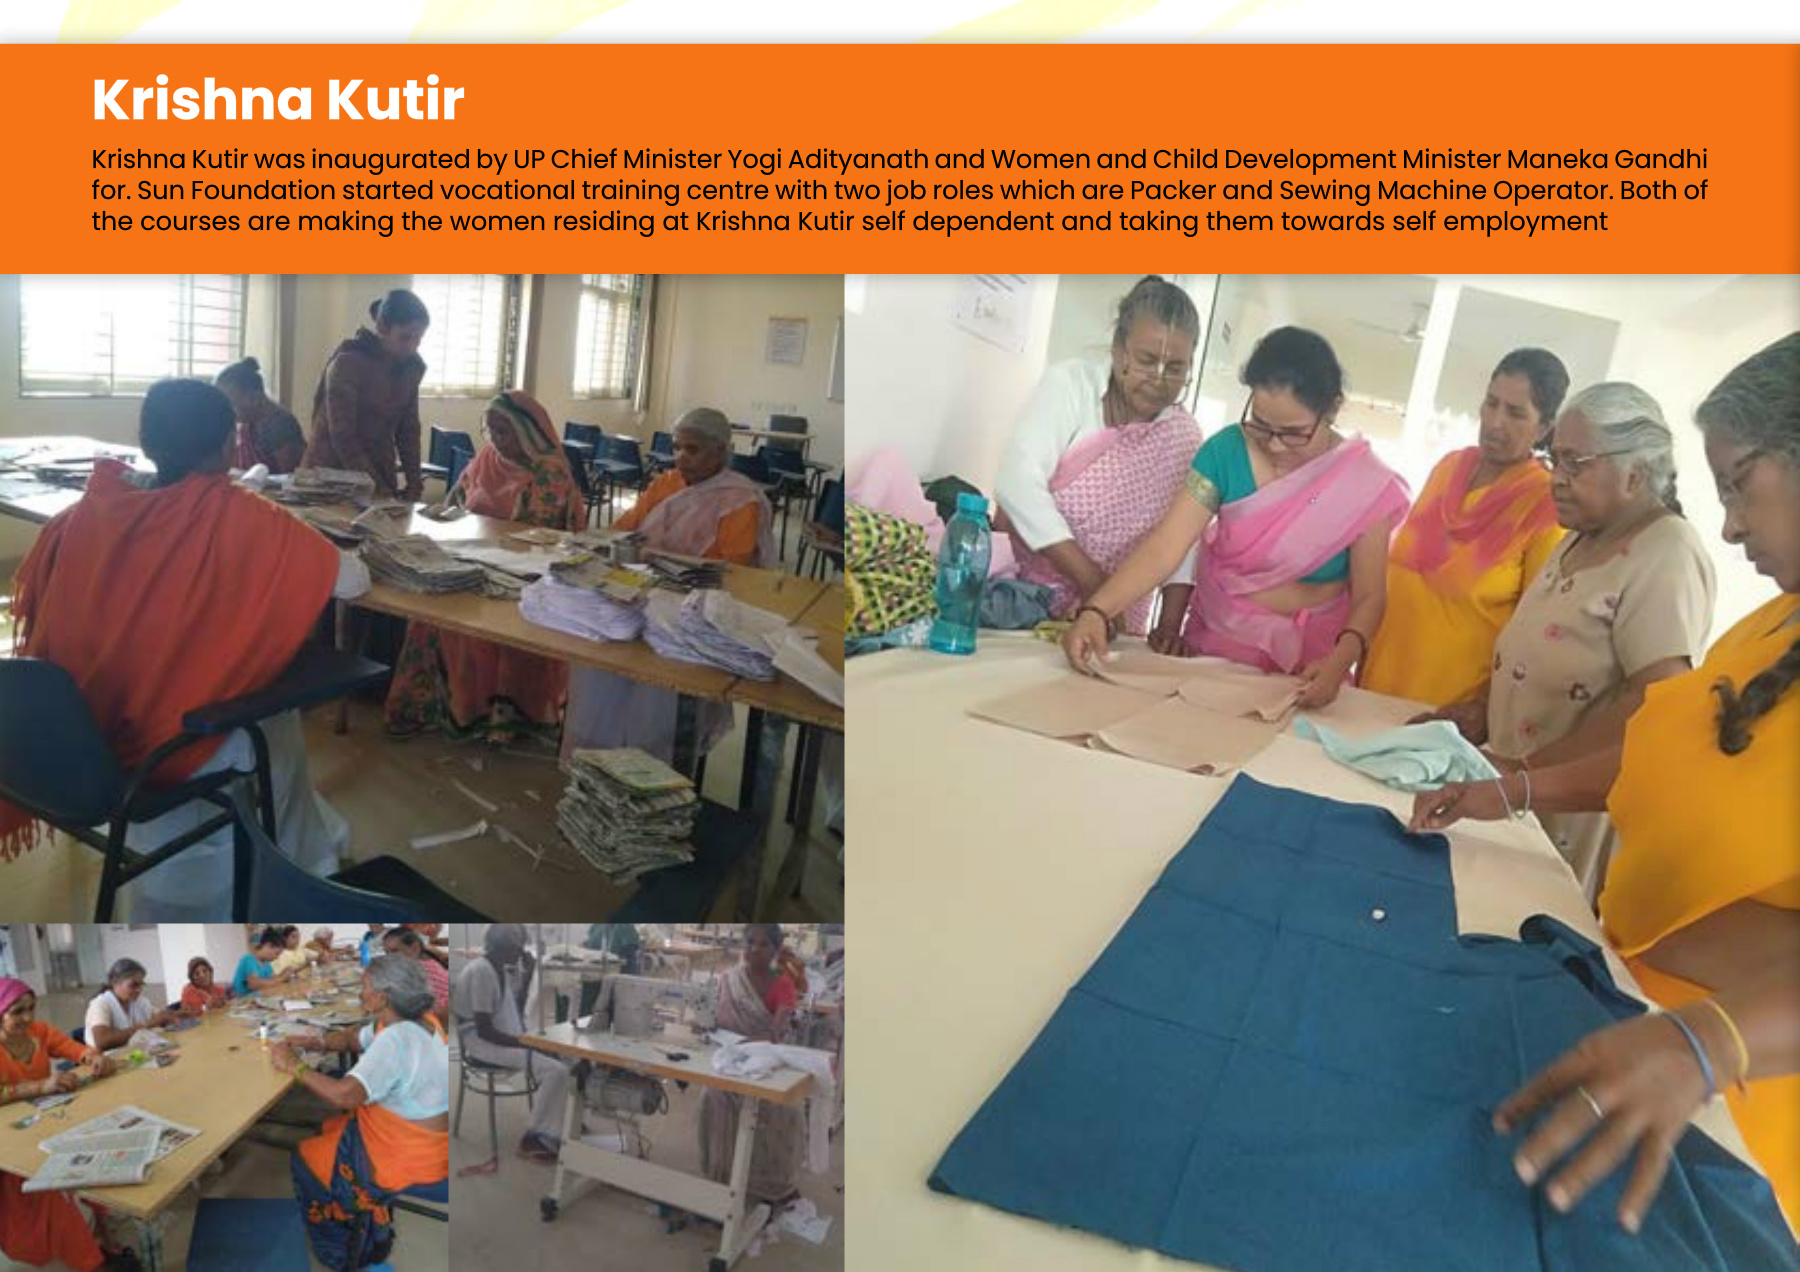 Krishna Kutir
Krishna Kutir was inaugurated by UP Chief Minister Yogi Adityanath and Women and Child Development Minister Maneka Gandhi
for. Sun Foundation started vocational training centre with two job roles which are Packer and Sewing Machine Operator. Both of
the courses are making the women residing at Krishna Kutir self dependent and taking them towards self employment